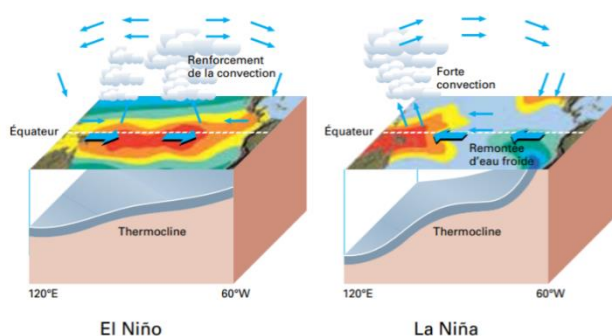 Renforcement
de la convection
Équateur
Thermocline
120°E
60°W
El Niño
Forte
convection
Équateur
Remontée
d'eau froide
Thermocline
120°E
60°W
La Niña